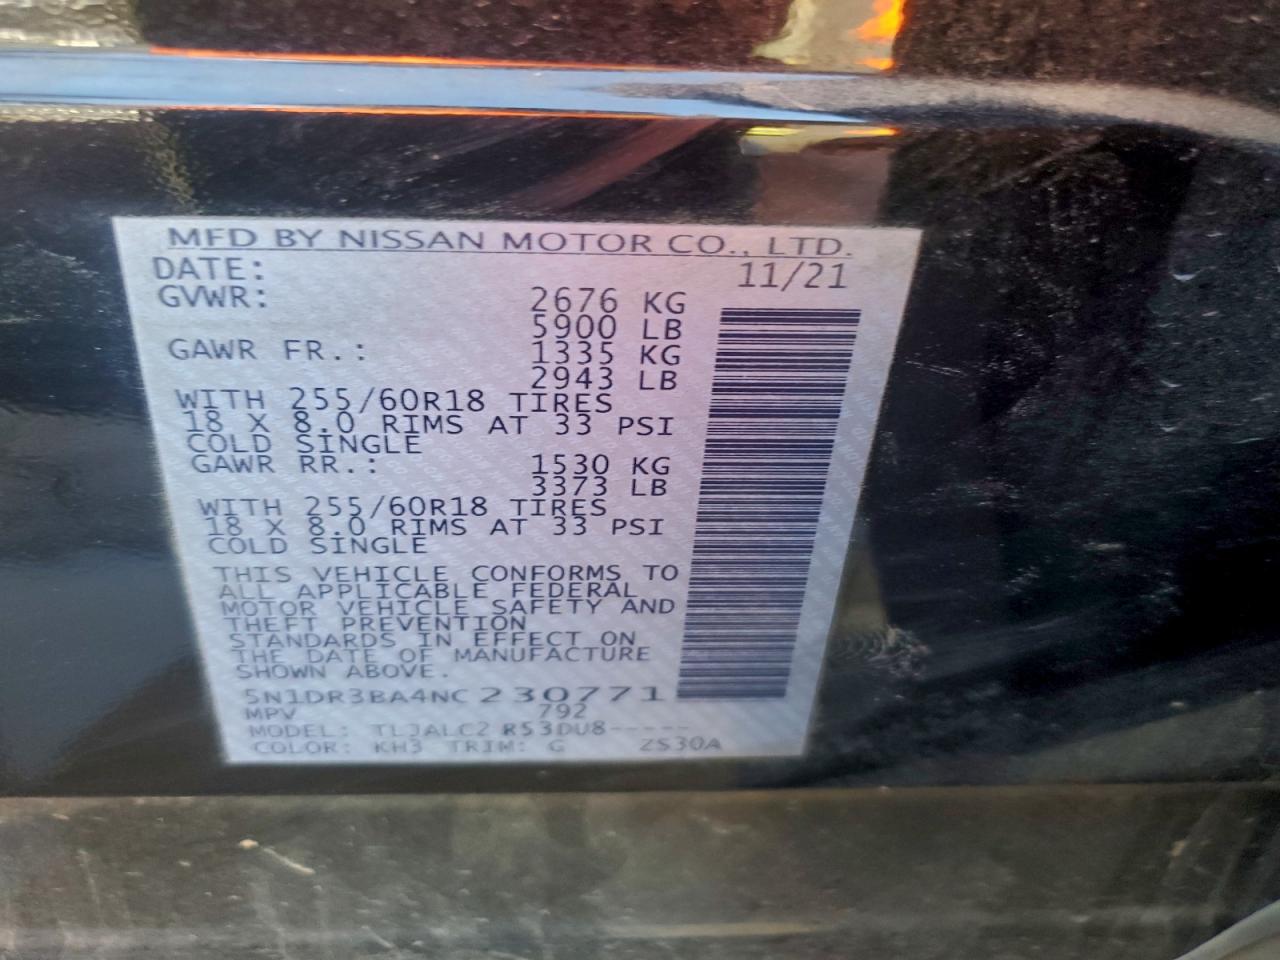 MFD BY NISSAN MOTOR CO., LTD.
DATE: 11/21
GVWR: 2676 KG
5900 LB
GAWR FR.: 1335 KG
2943 LB
WITH 255/60R18 TIRES
18 X 8.0 RIMS AT 33 PSI
COLD SINGLE
GAWR RR.: 1530 KG
3373 LB
WITH 255/60R18 TIRES
18 X 8.0 RIMS AT 33 PSI
COLD SINGLE
THIS VEHICLE CONFORMS TO
ALL APPLICABLE FEDERAL
MOTOR VEHICLE SAFETY AND
THEFT PREVENTION
STANDARDS IN EFFECT ON
THE DATE OF MANUFACTURE
SHOWN ABOVE.
5N1DR3BA4NC230771
MPV 792
MODEL: TLJALC2 R53DU8-----
COLOR: KH3 TRIM: G ZS30A